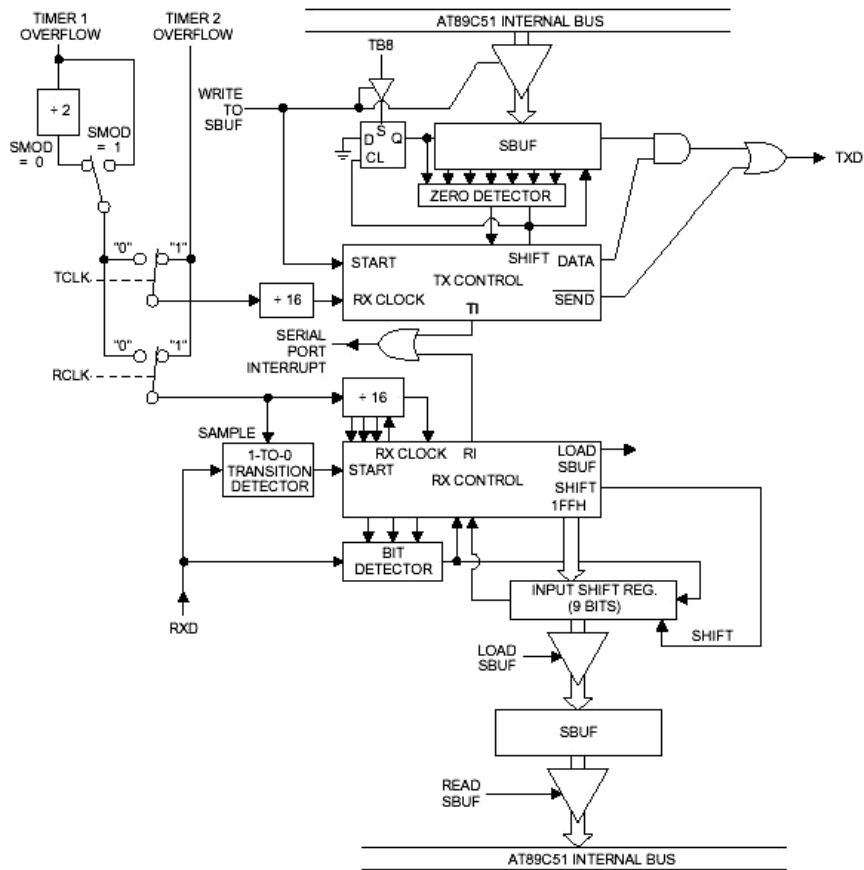 TIMER 1
OVERFLOW
TIMER 2
OVERFLOW
AT89C51 INTERNAL BUS
TB8
÷ 2
WRITE
TO
SBUF
SMOD
= 0
SMOD
= 1
D
S
Q
CL
SBUF
TXD
ZERO DETECTOR
"0"
"1"
START
SHIFT
DATA
TX CONTROL
TCLK
÷ 16
RX CLOCK
SEND
TI
SERIAL
PORT
INTERRUPT
"0"
"1"
RCLK
÷ 16
SAMPLE
1-TO-0
TRANSITION
DETECTOR
RX CLOCK
RI
LOAD
SBUF
START
RX CONTROL
SHIFT
1FFH
BIT
DETECTOR
INPUT SHIFT REG.
(9 BITS)
RXD
SHIFT
LOAD
SBUF
SBUF
READ
SBUF
AT89C51 INTERNAL BUS